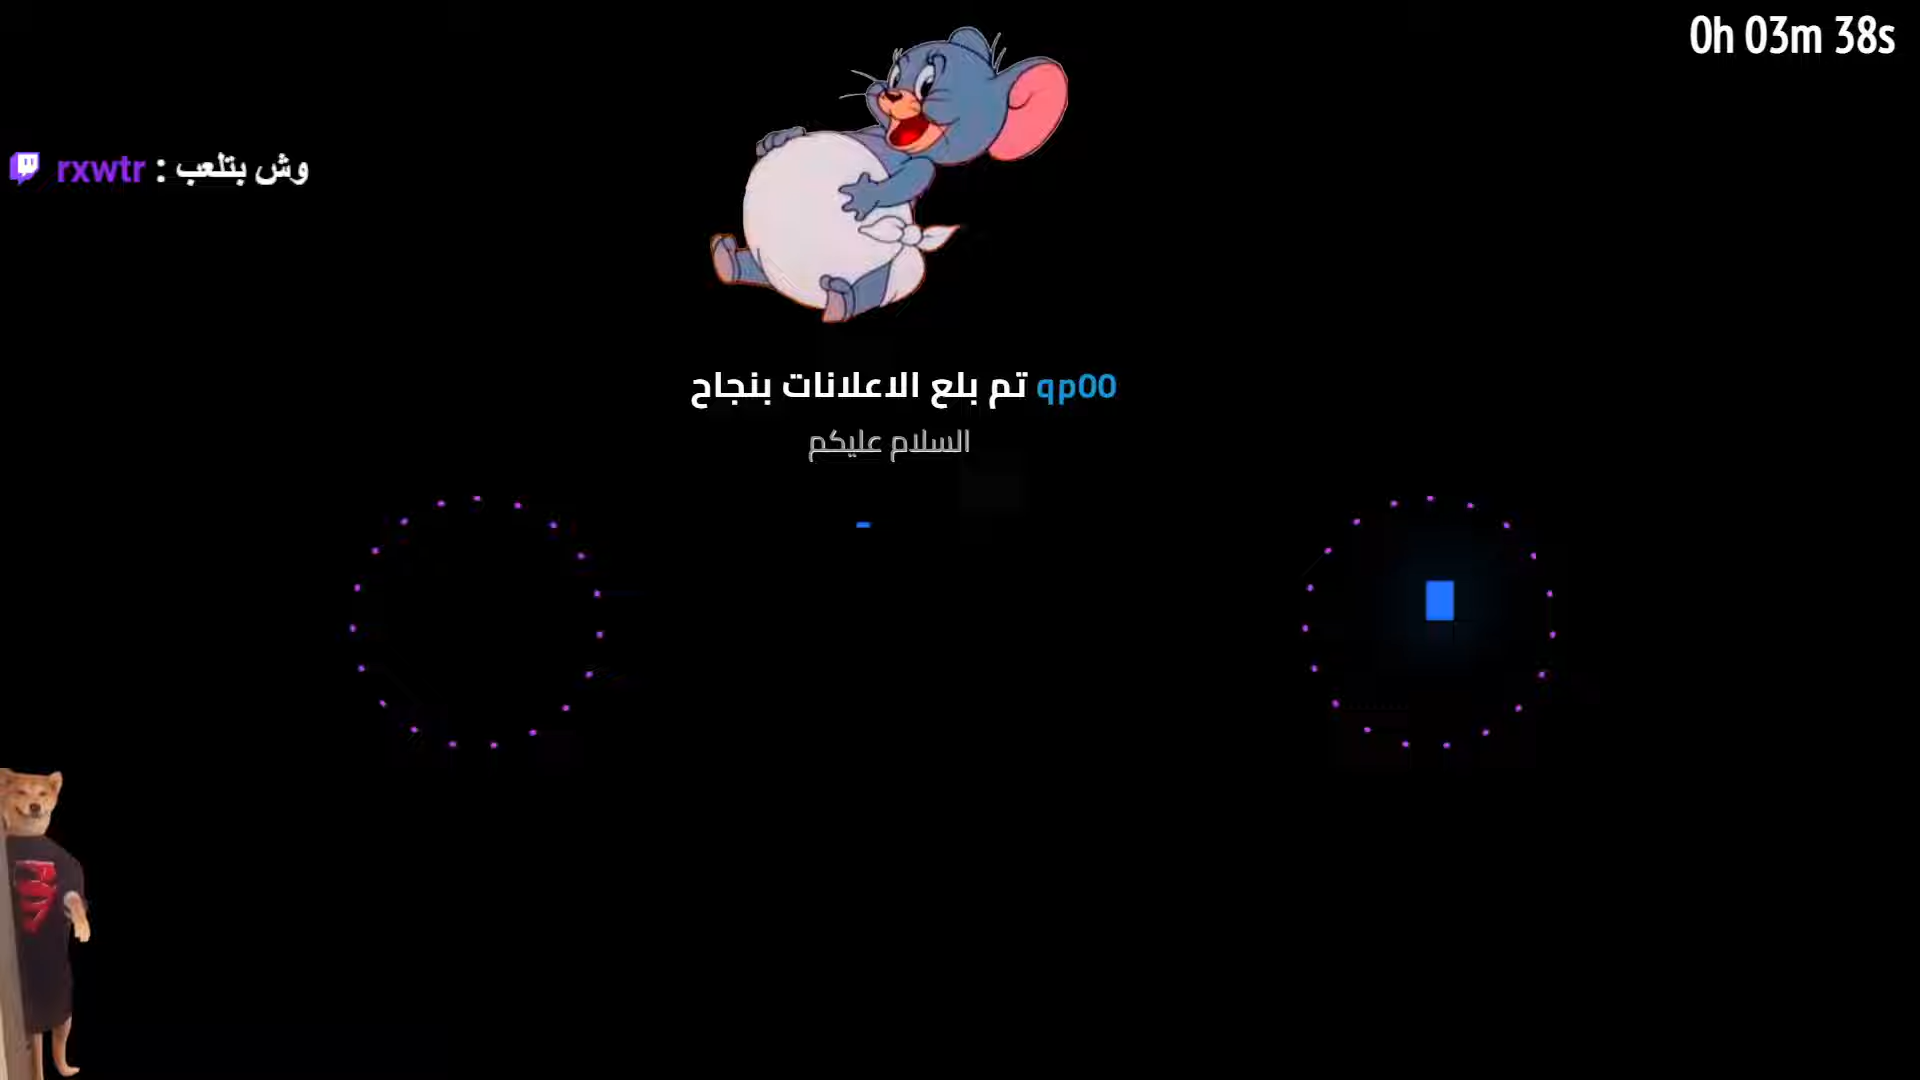 0h 03m 38s
rxwtr : وش بتلعب
qp00 تم بلع الاعلانات بنجاح
السلام عليكم